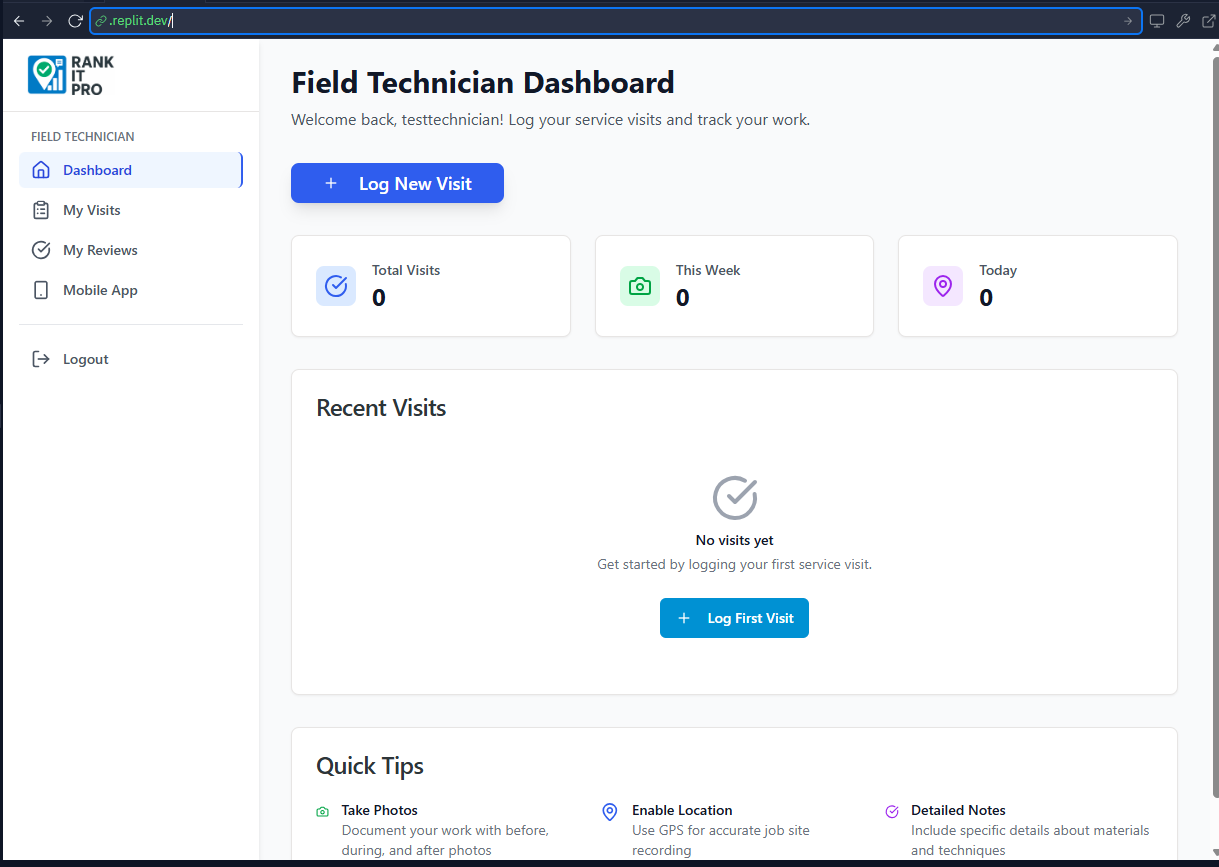 .replit.dev/
RANK
IT
PRO
FIELD TECHNICIAN
Dashboard
My Visits
My Reviews
Mobile App
Logout
Field Technician Dashboard
Welcome back, testtechnician! Log your service visits and track your work.
+ Log New Visit
Total Visits
0
This Week
0
Today
0
Recent Visits
No visits yet
Get started by logging your first service visit.
+ Log First Visit
Quick Tips
Take Photos
Document your work with before,
during, and after photos
Enable Location
Use GPS for accurate job site
recording
Detailed Notes
Include specific details about materials
and techniques